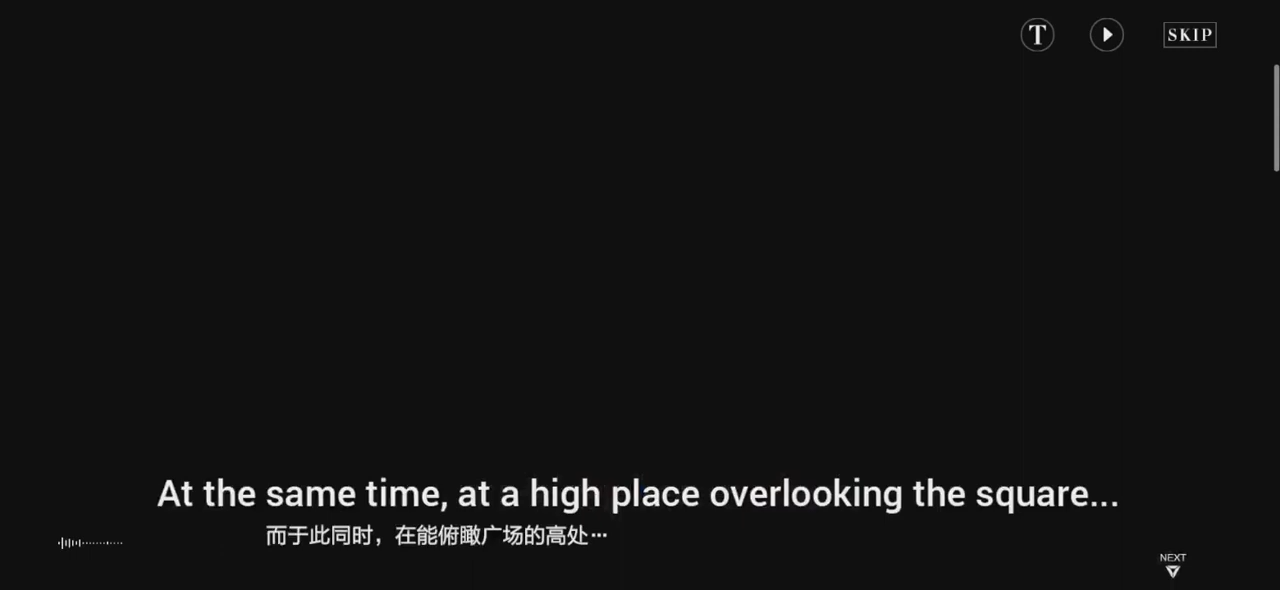 T
SKIP
At the same time, at a high place overlooking the square...
而于此同时，在能俯瞰广场的高处…
NEXT